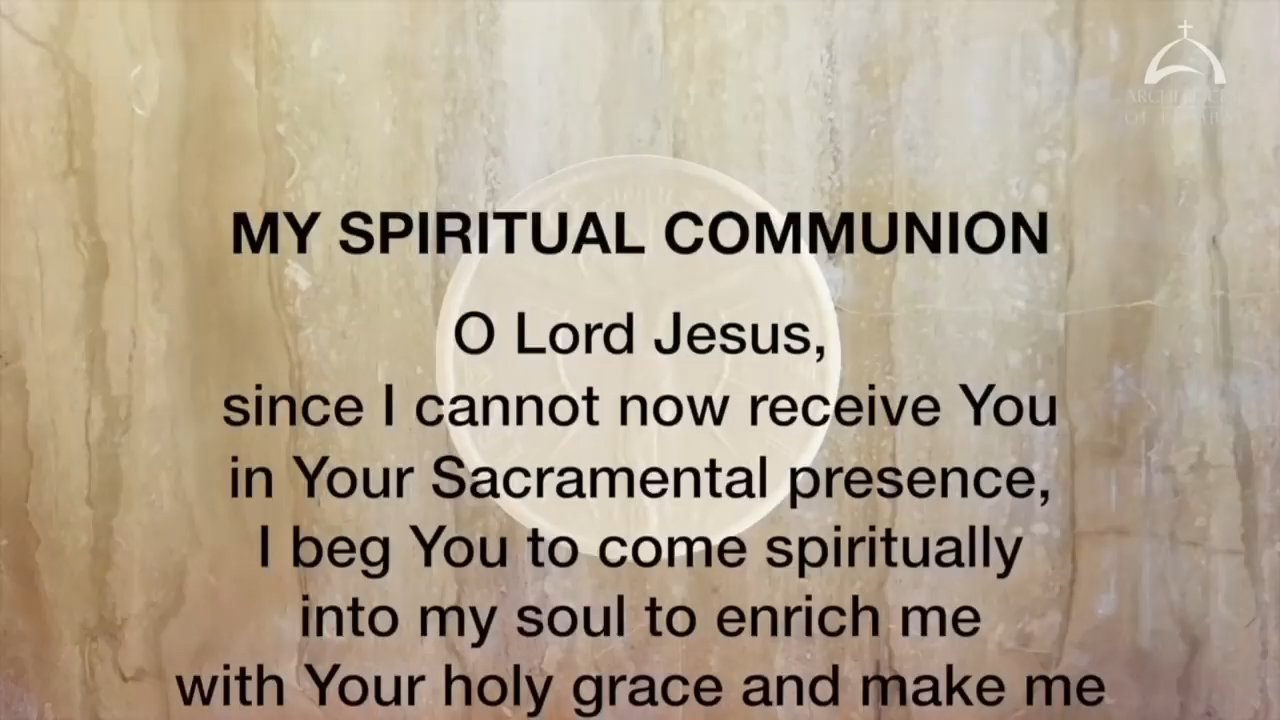 MY SPIRITUAL COMMUNION
O Lord Jesus,
since I cannot now receive You
in Your Sacramental presence,
I beg You to come spiritually
into my soul to enrich me
with Your holy grace and make me